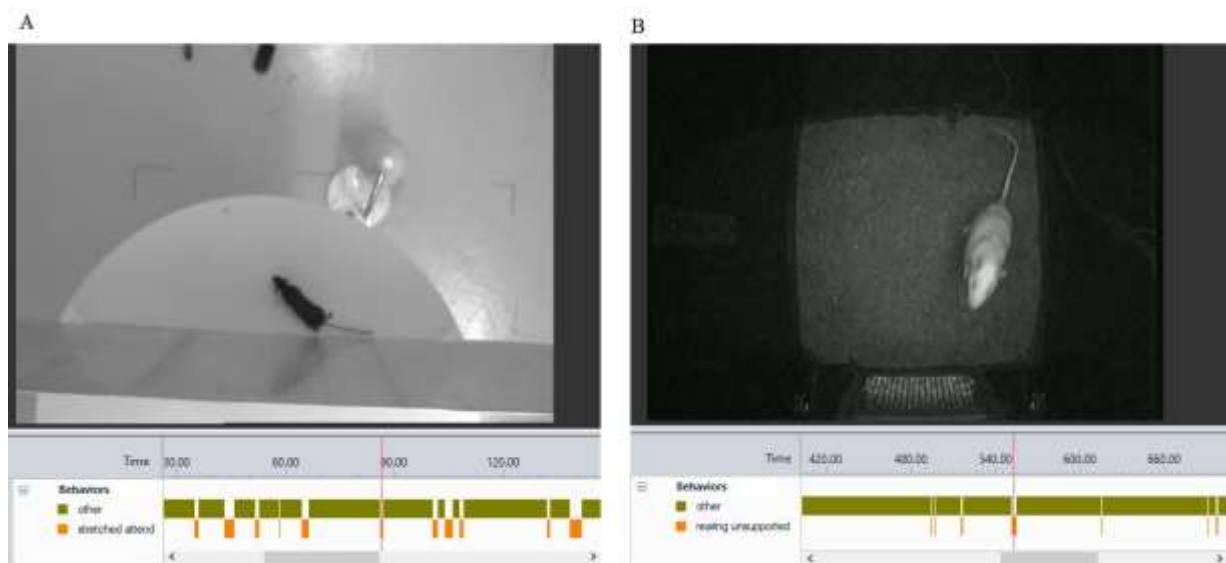 A
B
Time 30.00 60.00 90.00 120.00
Behaviors
other
stretched attend
Time 420.00 480.00 540.00 600.00 660.00
Behaviors
other
rearing unsupported